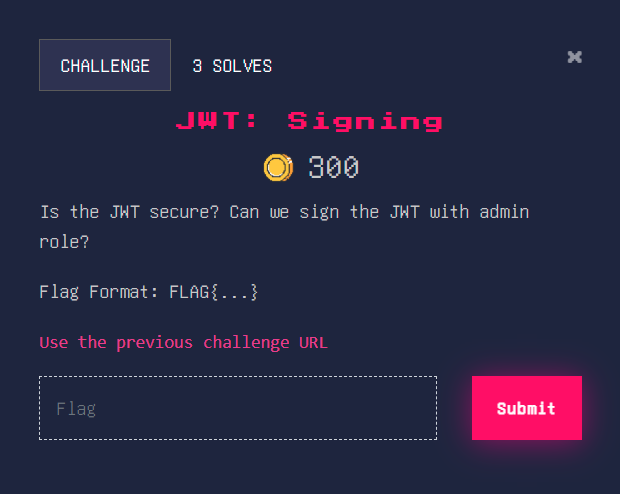 CHALLENGE
3 SOLVES
JWT: Signing
300
Is the JWT secure? Can we sign the JWT with admin
role?
Flag Format: FLAG{...}
Use the previous challenge URL
Flag
Submit